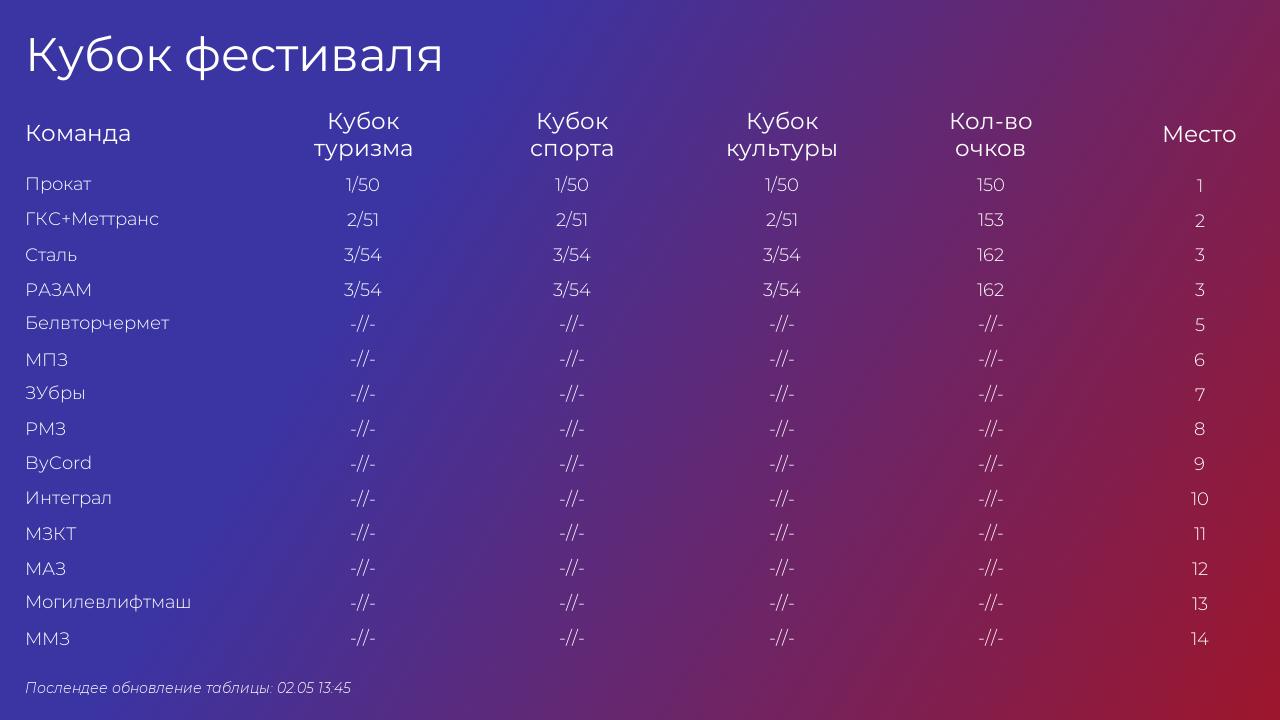 Кубок фестиваля
Команда Кубок туризма Кубок спорта Кубок культуры Кол-во очков Место
Прокат 1/50 1/50 1/50 150 1
ГКС+Меттранс 2/51 2/51 2/51 153 2
Сталь 3/54 3/54 3/54 162 3
РАЗАМ 3/54 3/54 3/54 162 3
Белвторчермет -//- -//- -//- -//- 5
МПЗ -//- -//- -//- -//- 6
ЗУбры -//- -//- -//- -//- 7
РМЗ -//- -//- -//- -//- 8
ByCord -//- -//- -//- -//- 9
Интеграл -//- -//- -//- -//- 10
МЗКТ -//- -//- -//- -//- 11
МАЗ -//- -//- -//- -//- 12
Могилевлифтмаш -//- -//- -//- -//- 13
ММЗ -//- -//- -//- -//- 14
Послендее обновление таблицы: 02.05 13:45